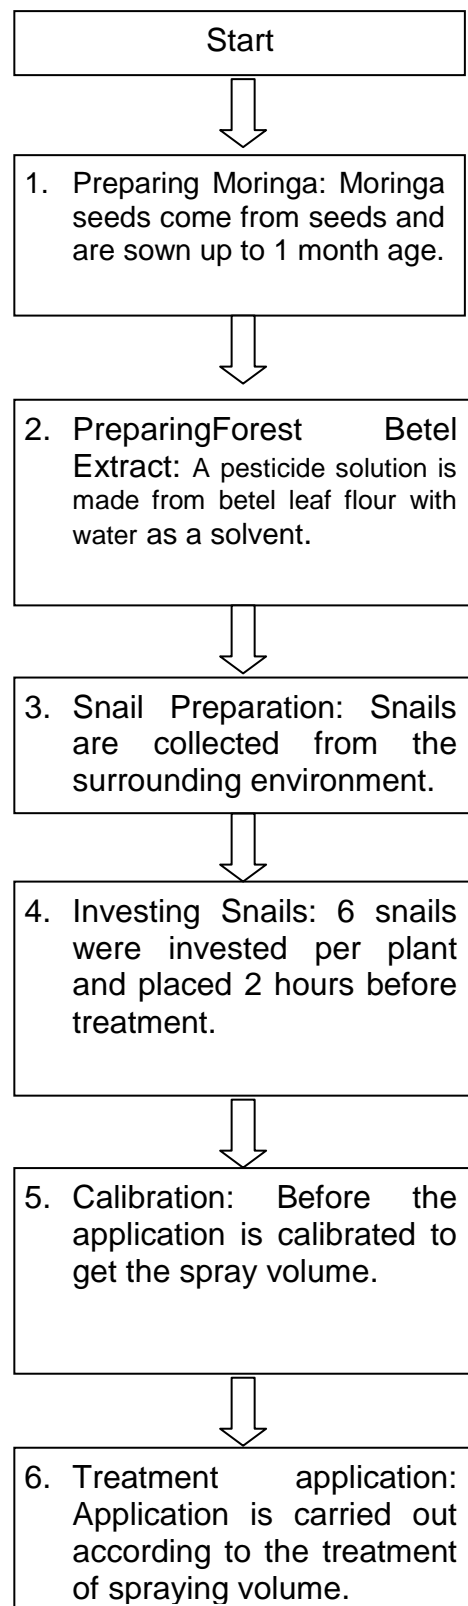 Start
1. Preparing Moringa: Moringa
seeds come from seeds and
are sown up to 1 month age.
2. PreparingForest Betel
Extract: A pesticide solution is
made from betel leaf flour with
water as a solvent.
3. Snail Preparation: Snails
are collected from the
surrounding environment.
4. Investing Snails: 6 snails
were invested per plant
and placed 2 hours before
treatment.
5. Calibration: Before the
application is calibrated to
get the spray volume.
6. Treatment application:
Application is carried out
according to the treatment
of spraying volume.